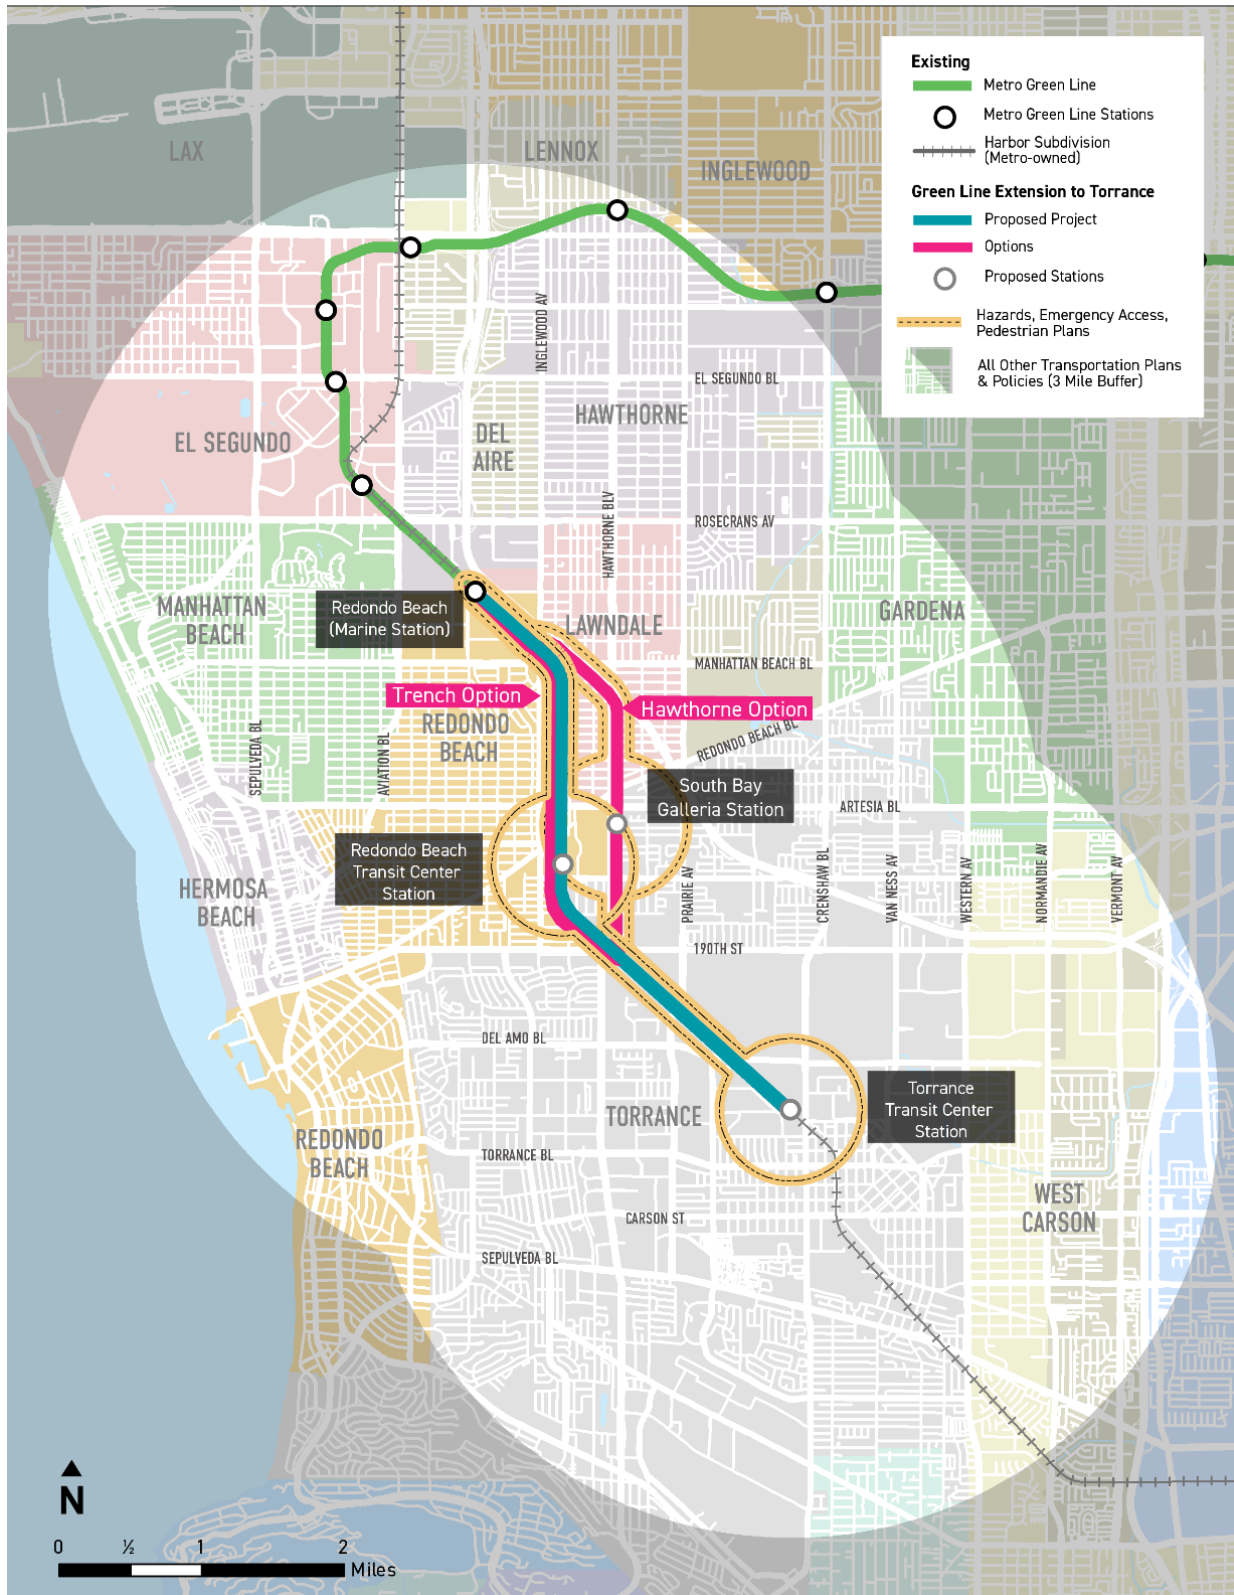 Existing
Metro Green Line
Metro Green Line Stations
Harbor Subdivision
(Metro-owned)
Green Line Extension to Torrance
Proposed Project
Options
Proposed Stations
Hazards, Emergency Access,
Pedestrian Plans
All Other Transportation Plans
& Policies (3 Mile Buffer)
LAX
LENNOX
INGLEWOOD
INGLEWOOD AV
EL SEGUNDO BL
HAWTHORNE
EL SEGUNDO
DEL
AIRE
HAWTHORNE BLV
ROSECRANS AV
MANHATTAN
BEACH
Redondo Beach
(Marine Station)
LAWNDALE
GARDENA
MANHATTAN BEACH BL
Trench Option
Hawthorne Option
REDONDO
BEACH
SEPULVEDA BL
AVIATION BL
REDONDO BEACH BL
South Bay
Galleria Station
ARTESIA BL
Redondo Beach
Transit Center
Station
HERMOSA
BEACH
PRAIRIE AV
CRENSHAW BL
VAN NESS AV
WESTERN AV
NORMANDIE AV
VERMONT AV
190TH ST
DEL AMO BL
TORRANCE
Torrance
Transit Center
Station
REDONDO
BEACH
TORRANCE BL
WEST
CARSON
CARSON ST
SEPULVEDA BL
N
0 ½ 1 2
Miles